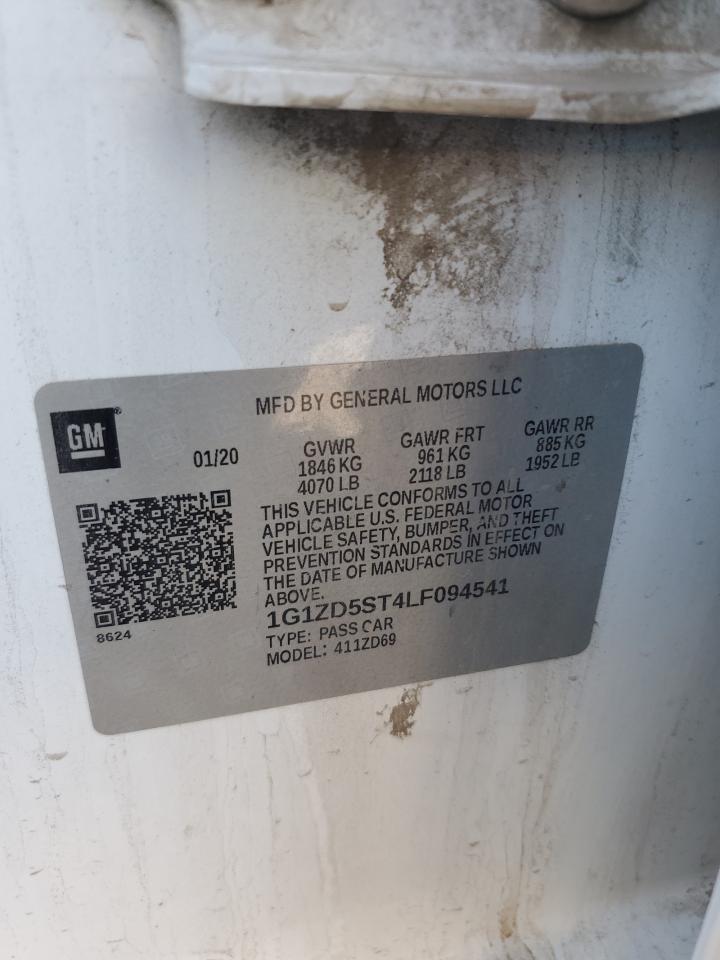 MFD BY GENERAL MOTORS LLC
GM
®
01/20
GVWR
1846 KG
4070 LB
GAWR FRT
961 KG
2118 LB
GAWR RR
885 KG
1952 LB
THIS VEHICLE CONFORMS TO ALL
APPLICABLE U.S. FEDERAL MOTOR
VEHICLE SAFETY, BUMPER, AND THEFT
PREVENTION STANDARDS IN EFFECT ON
THE DATE OF MANUFACTURE SHOWN
ABOVE.
1G1ZD5ST4LF094541
TYPE: PASS CAR
MODEL: 411ZD69
8624